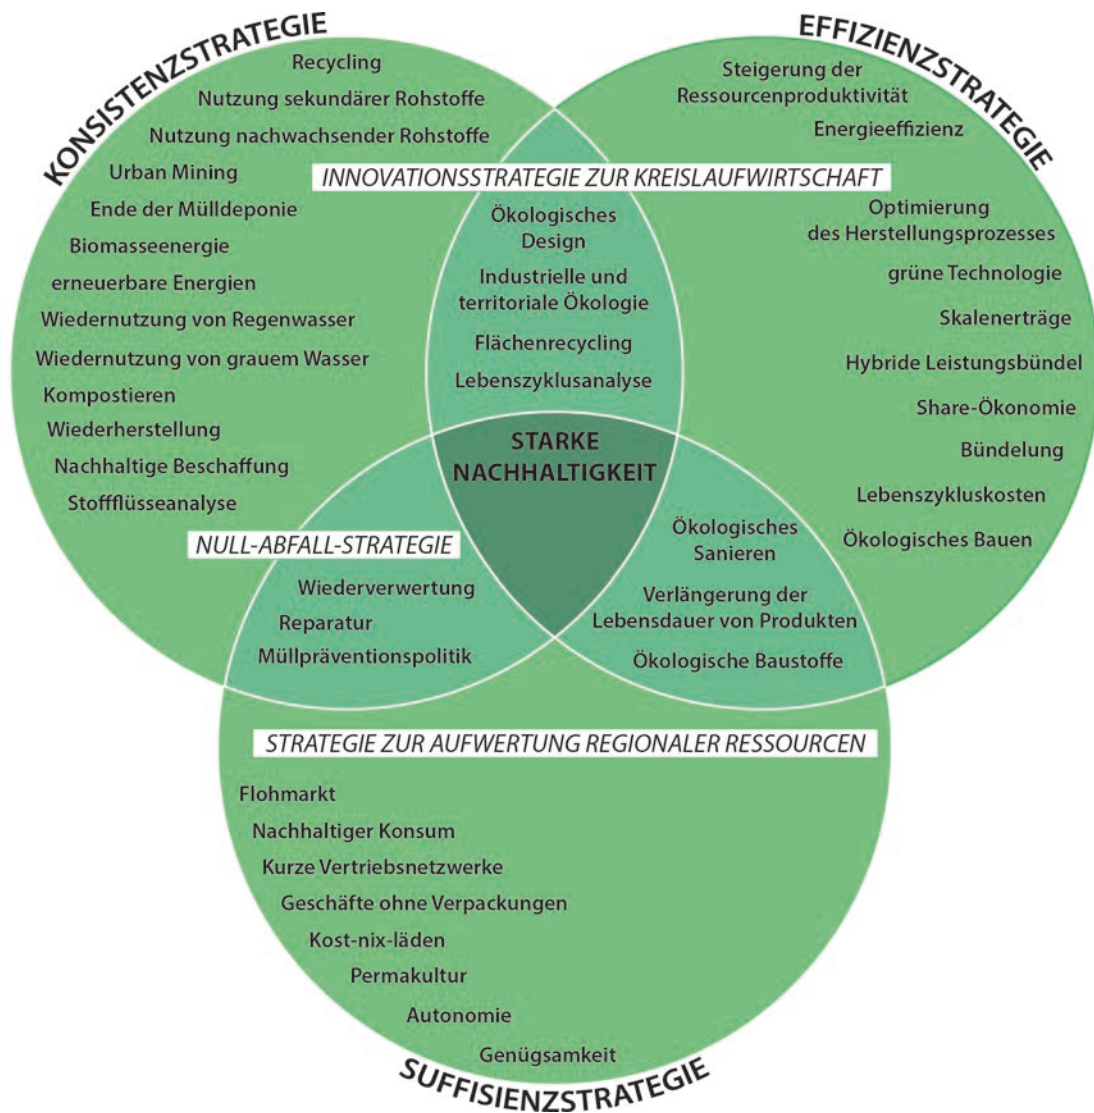 KONSISTENZSTRATEGIE
Recycling
Nutzung sekundärer Rohstoffe
Nutzung nachwachsender Rohstoffe
Urban Mining
Ende der Mülldeponie
Biomasseenergie
erneuerbare Energien
Wiedernutzung von Regenwasser
Wiedernutzung von grauem Wasser
Kompostieren
Wiederherstellung
Nachhaltige Beschaffung
Stoffflüsseanalyse
EFFIZIENZSTRATEGIE
Steigerung der
Ressourcenproduktivität
Energieeffizienz
Optimierung
des Herstellungsprozesses
grüne Technologie
Skalenerträge
Hybride Leistungsbündel
Share-Ökonomie
Bündelung
Lebenszykluskosten
Ökologisches Bauen
INNOVATIONSSTRATEGIE ZUR KREISLAUFWIRTSCHAFT
Ökologisches
Design
Industrielle und
territoriale Ökologie
Flächenrecycling
Lebenszyklusanalyse
STARKE
NACHHALTIGKEIT
NULL-ABFALL-STRATEGIE
Wiederverwertung
Reparatur
Müllpräventionspolitik
Ökologisches
Sanieren
Verlängerung der
Lebensdauer von Produkten
Ökologische Baustoffe
STRATEGIE ZUR AUFWERTUNG REGIONALER RESSOURCEN
Flohmarkt
Nachhaltiger Konsum
Kurze Vertriebsnetzwerke
Geschäfte ohne Verpackungen
Kost-nix-läden
Permakultur
Autonomie
Genügsamkeit
SUFFISIENZSTRATEGIE